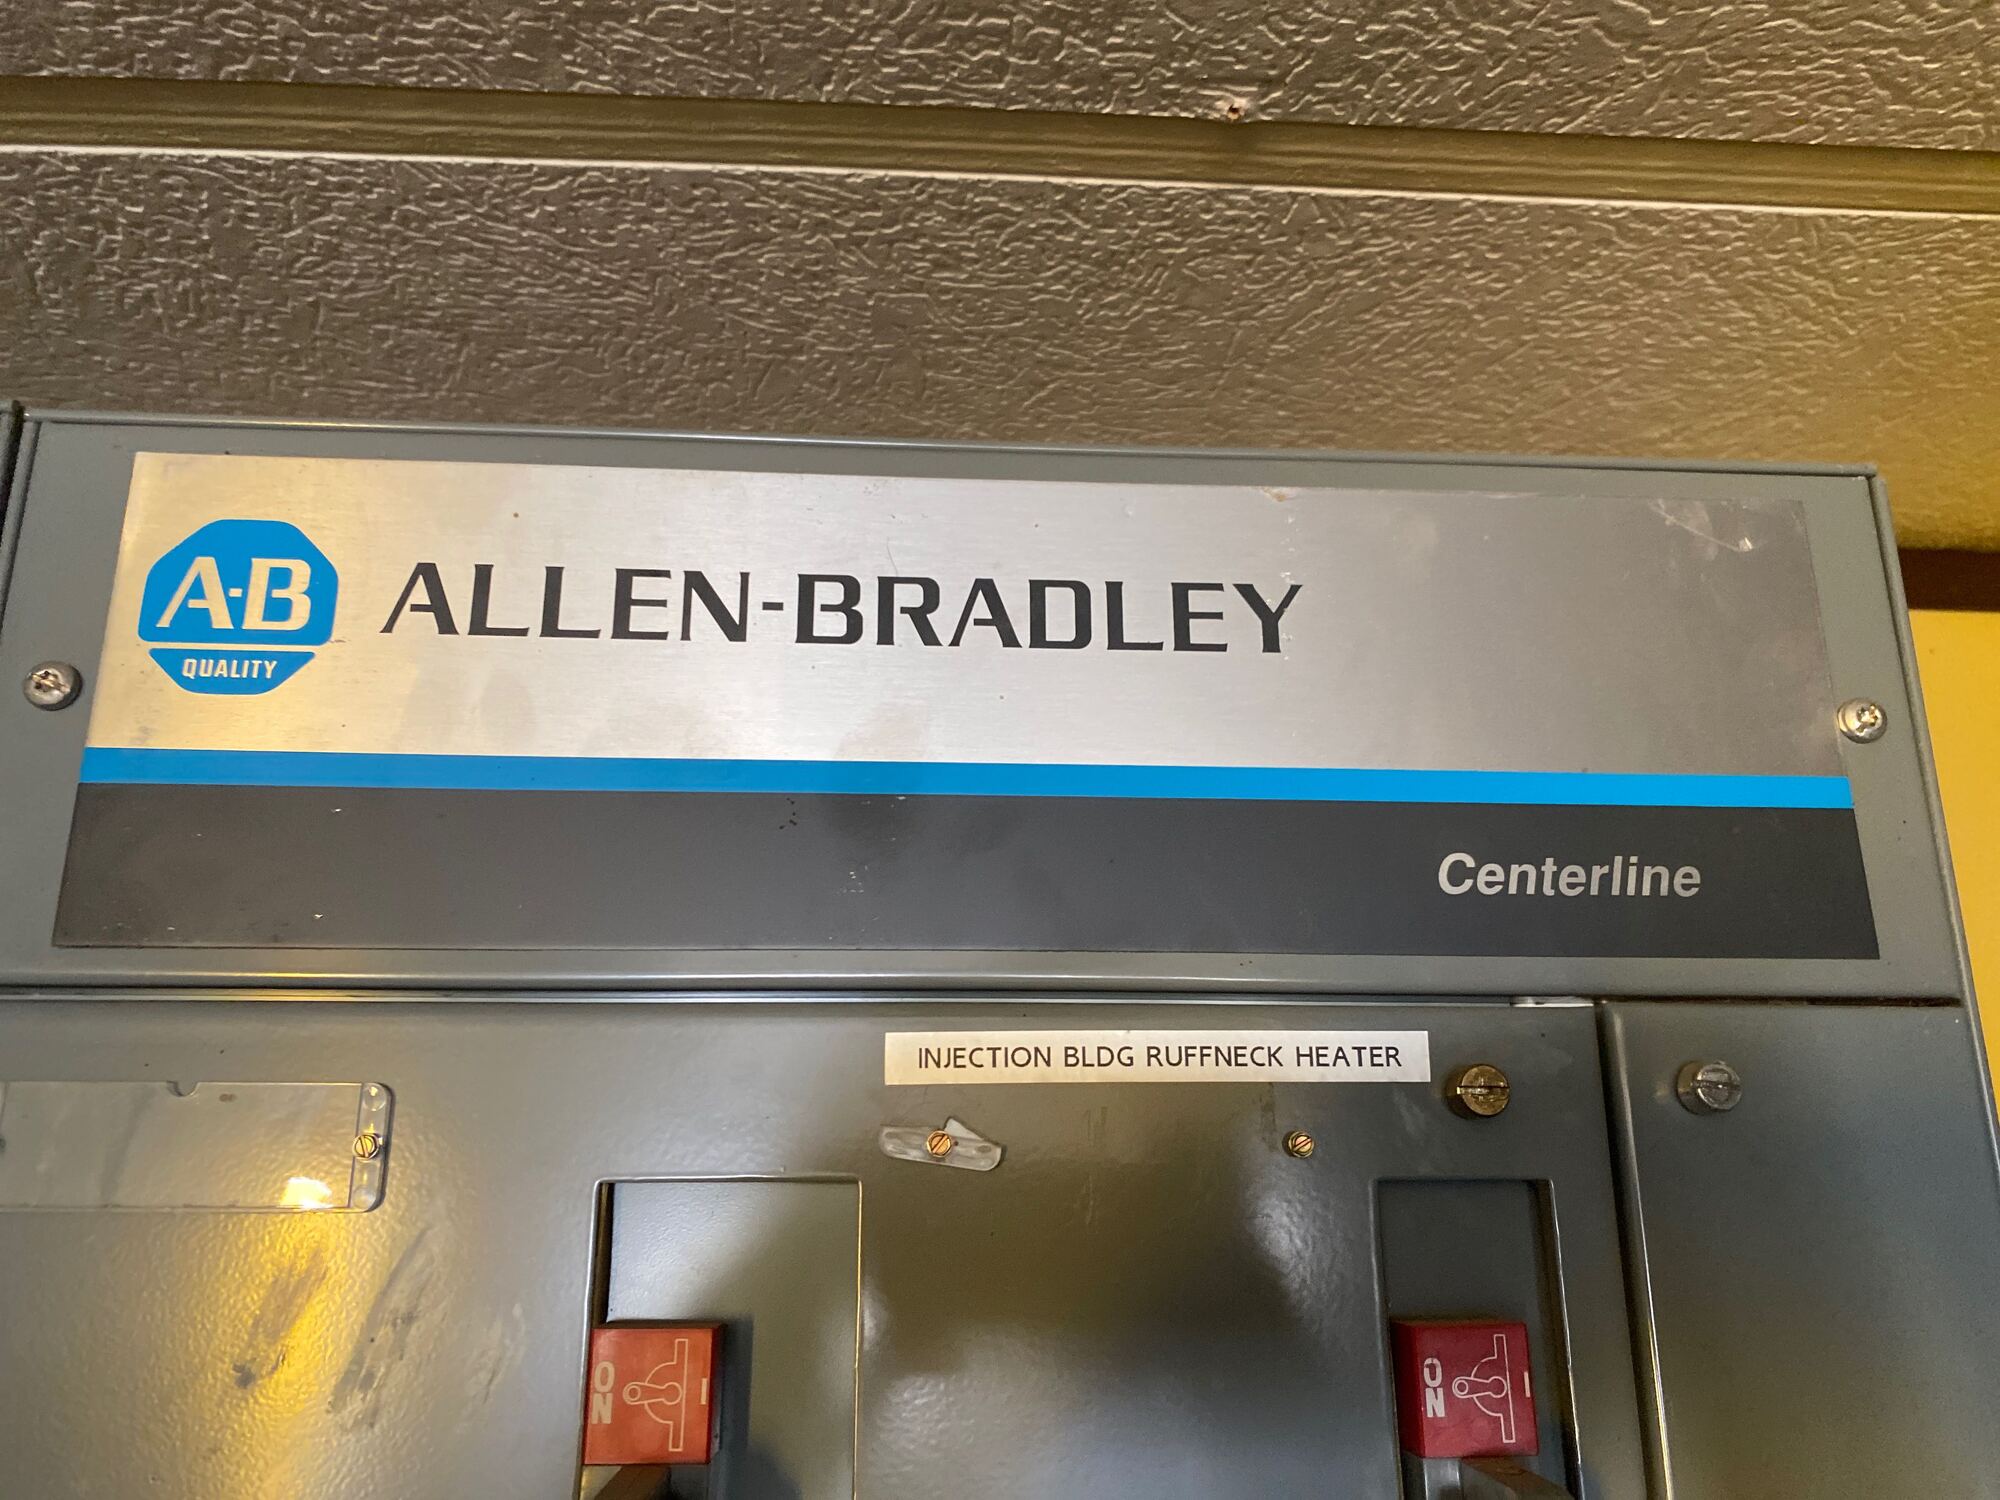 A-B
QUALITY
ALLEN-BRADLEY
Centerline
INJECTION BLDG RUFFNECK HEATER
ON
ON